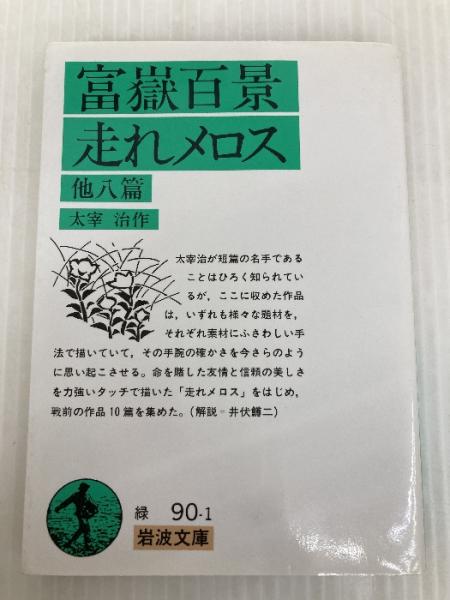 富嶽百景
走れメロス
他八篇
太宰 治作
太宰治が短篇の名手である
ことはひろく知られてい
るが，ここに収めた作品
は，いずれも様々な題材を，
それぞれ素材にふさわしい手
法で描いていて，その手腕の確かさを今さらのよう
に思い起こさせる。命を賭した友情と信頼の美しさ
を力強いタッチで描いた「走れメロス」をはじめ，
戦前の作品10篇を集めた。(解説＝井伏鱒二)
緑 90-1
岩波文庫